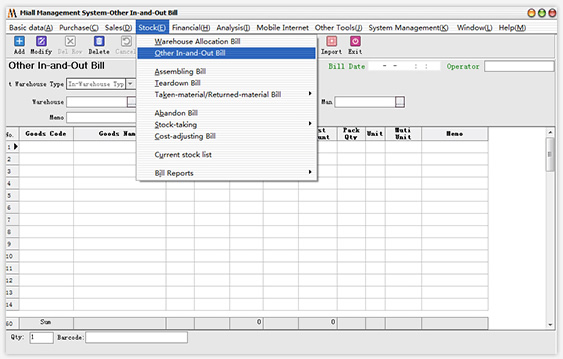 Miall Management System-Other In-and-Out Bill
Basic data(A) Purchase(C) Sales(D) Stock(E) Financial(H) Analysis(I) Mobile Internet Other Tools(J) System Management(K) Window(L) Help(M)
Add Modify Del Row Delete Cancel Import Exit
Other In-and-Out Bill
Bill Date - - : : Operator
t Warehouse Type In-Warehouse Typ
Warehouse ... Man ...
Memo
Warehouse Allocation Bill
Other In-and-Out Bill
Assembling Bill
Teardown Bill
Taken-material/Returned-material Bill
Abandon Bill
Stock-taking
Cost-adjusting Bill
Current stock list
Bill Reports
No. Goods Code Goods Nam Pack Qty Unit Muti Unit Memo
1
2
3
4
5
6
7
8
9
10
11
12
13
14
60 Sum 0 0
Qty: 1 Barcode: